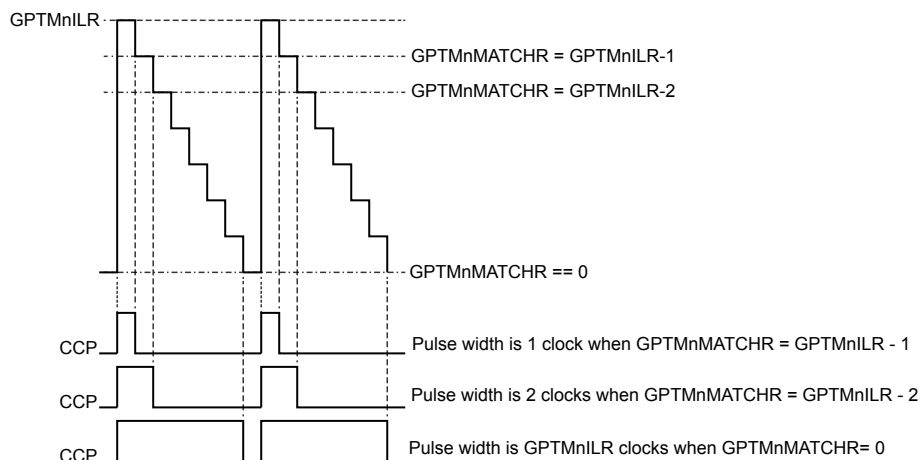 GPTMnILR
GPTMnMATCHR = GPTMnILR-1
GPTMnMATCHR = GPTMnILR-2
GPTMnMATCHR == 0
CCP
Pulse width is 1 clock when GPTMnMATCHR = GPTMnILR - 1
CCP
Pulse width is 2 clocks when GPTMnMATCHR = GPTMnILR - 2
CCP
Pulse width is GPTMnILR clocks when GPTMnMATCHR= 0